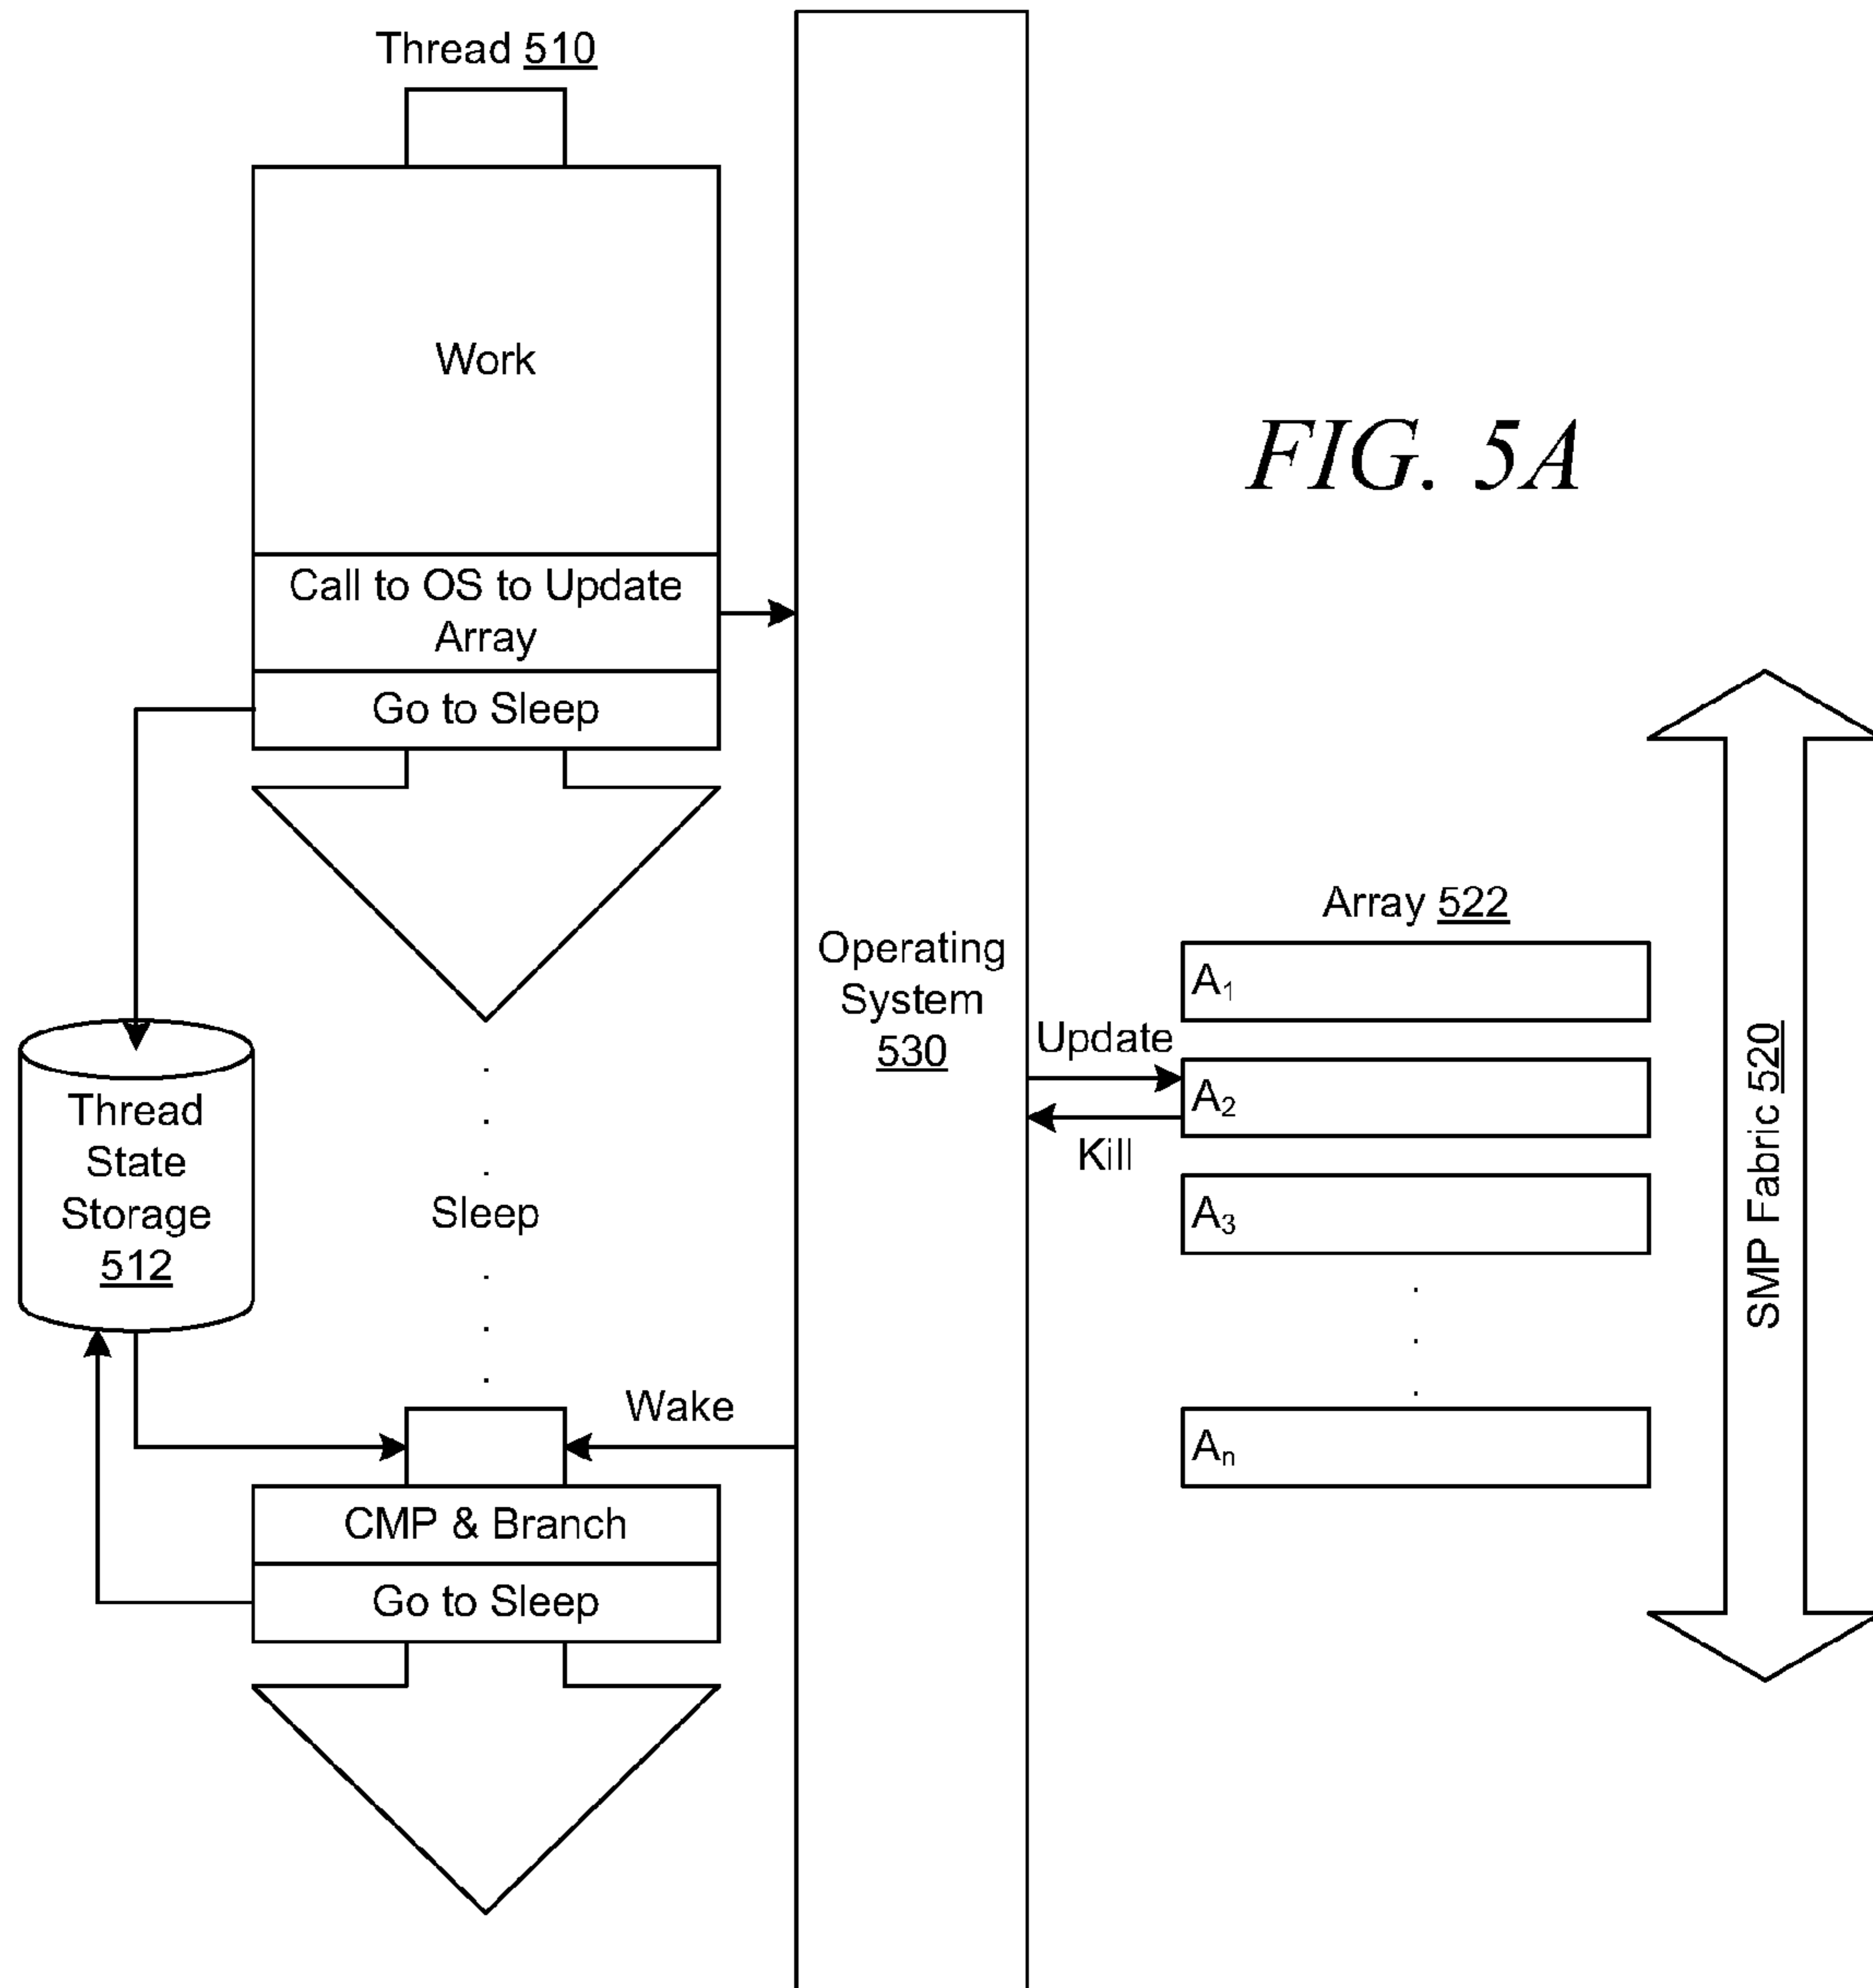 Thread 510
Work
Call to OS to Update
Array
Go to Sleep
FIG. 5A
Operating
System
530
Array 522
A1
Update
A2
Kill
A3
.
.
.
An
SMP Fabric 520
Thread
State
Storage
512
.
.
.
Sleep
.
.
.
Wake
CMP & Branch
Go to Sleep